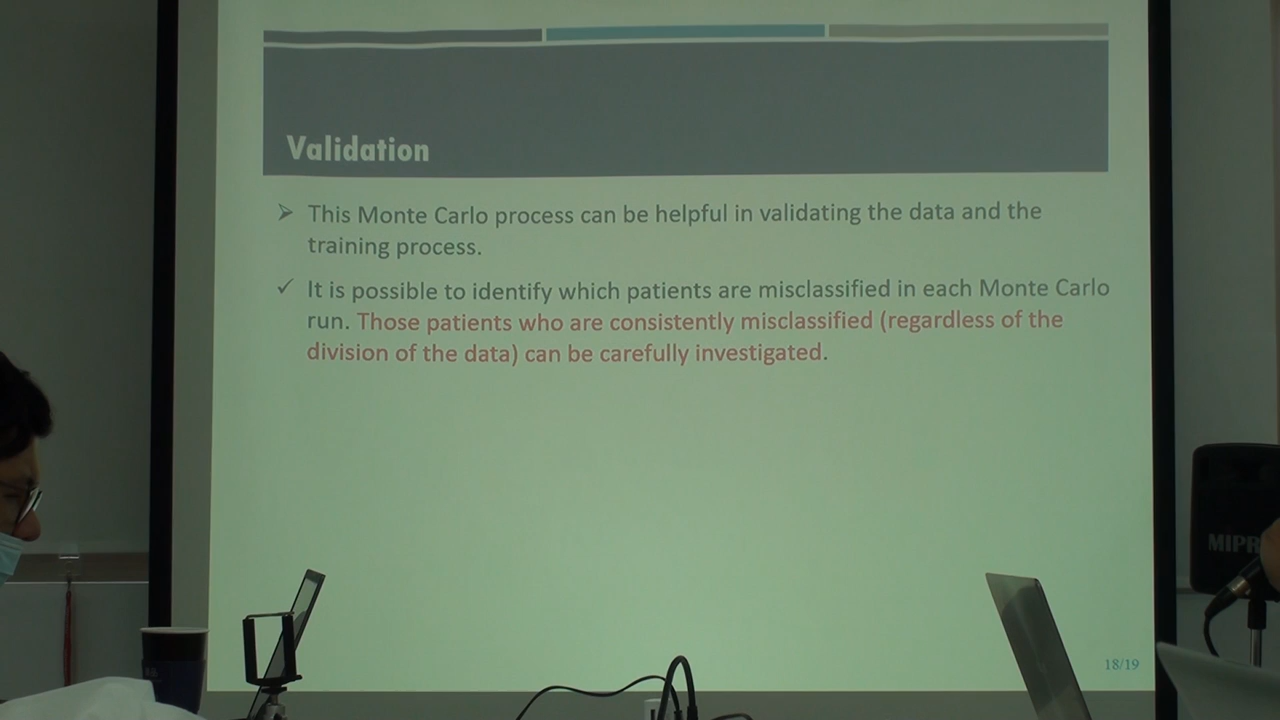 Validation
➢ This Monte Carlo process can be helpful in validating the data and the
training process.
✓ It is possible to identify which patients are misclassified in each Monte Carlo
run. Those patients who are consistently misclassified (regardless of the
division of the data) can be carefully investigated.
18/19